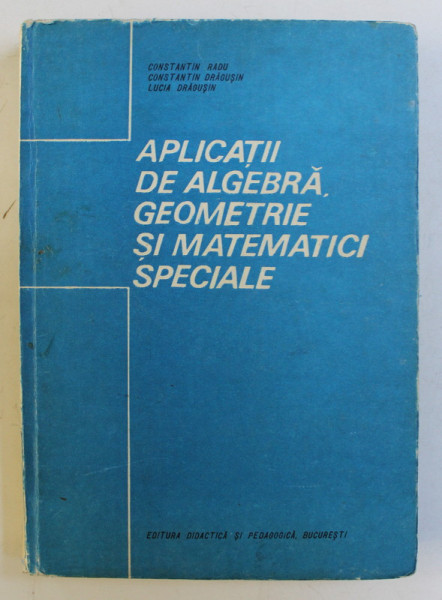 CONSTANTIN RADU
CONSTANTIN DRĂGUȘIN
LUCIA DRĂGUȘIN
APLICAȚII
DE ALGEBRĂ,
GEOMETRIE
ȘI MATEMATICI
SPECIALE
EDITURA DIDACTICĂ ȘI PEDAGOGICĂ, BUCUREȘTI